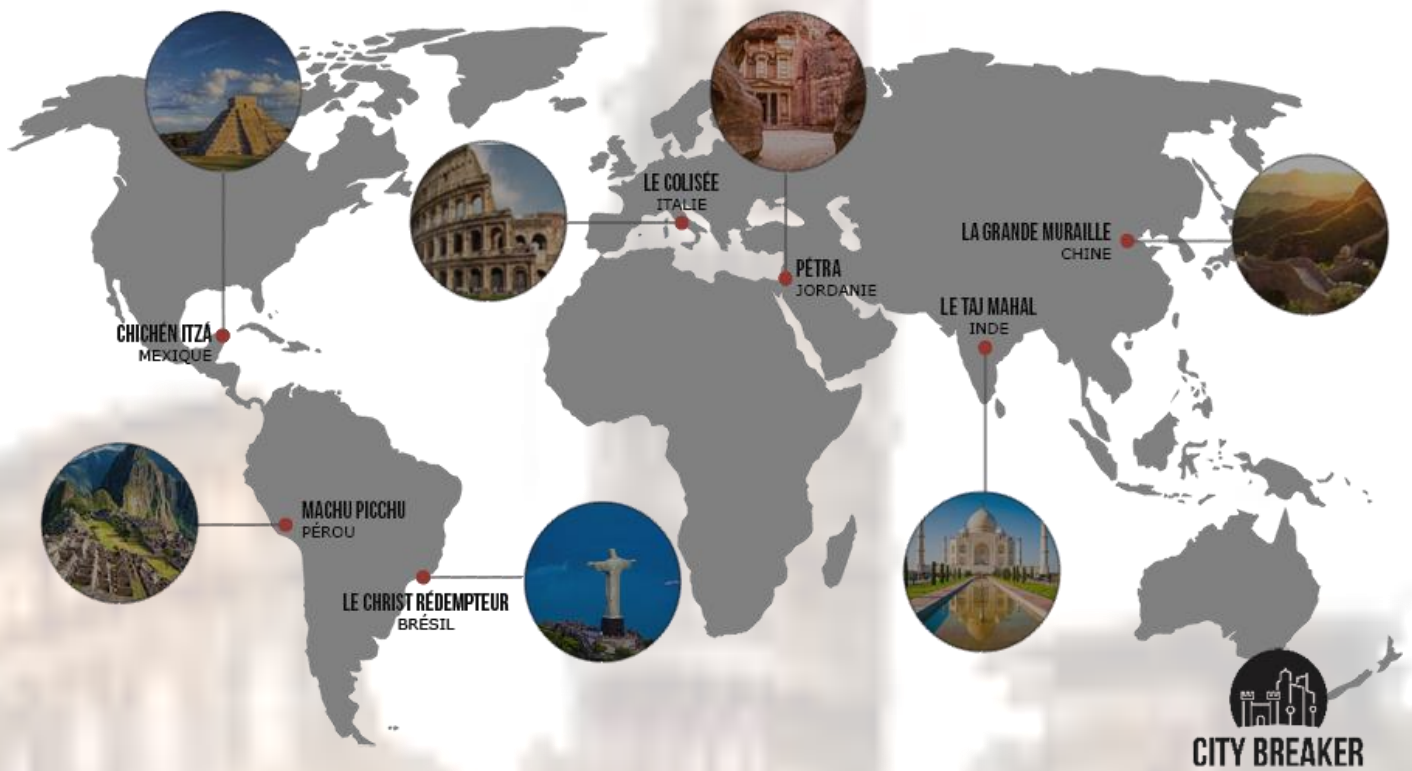 LE COLISÉE
ITALIE
LA GRANDE MURAILLE
CHINE
PÉTRA
JORDANIE
LE TAJ MAHAL
INDE
CHICHÉN ITZÁ
MEXIQUE
MACHU PICCHU
PÉROU
LE CHRIST RÉDEMPTEUR
BRÉSIL
CITY BREAKER